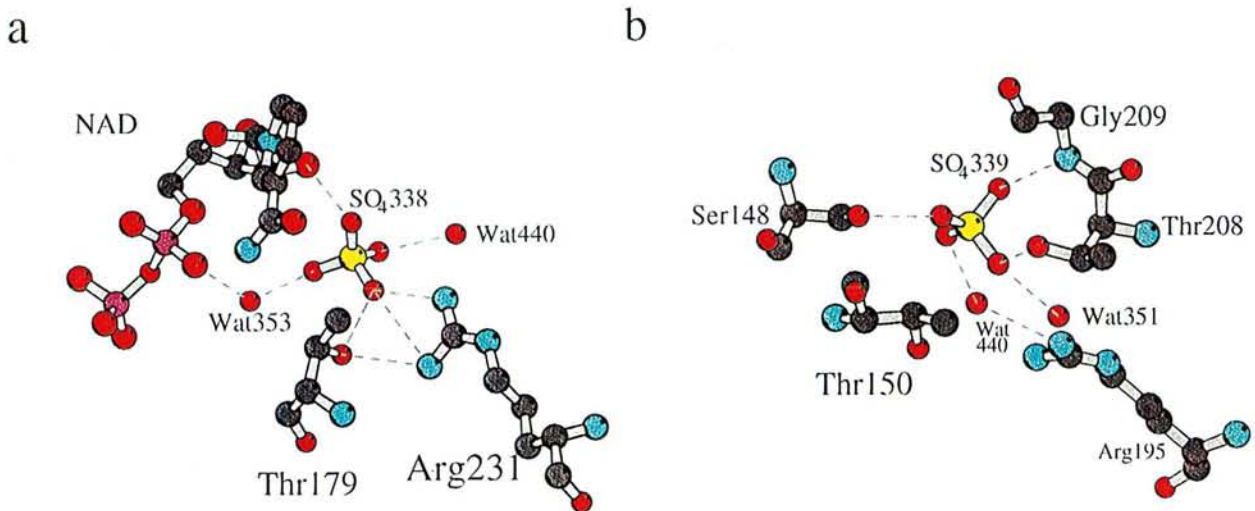 a
NAD
SO4338
Wat440
Wat353
Thr179
Arg231
b
Gly209
SO4339
Ser148
Thr208
Wat351
Wat
440
Thr150
Arg195